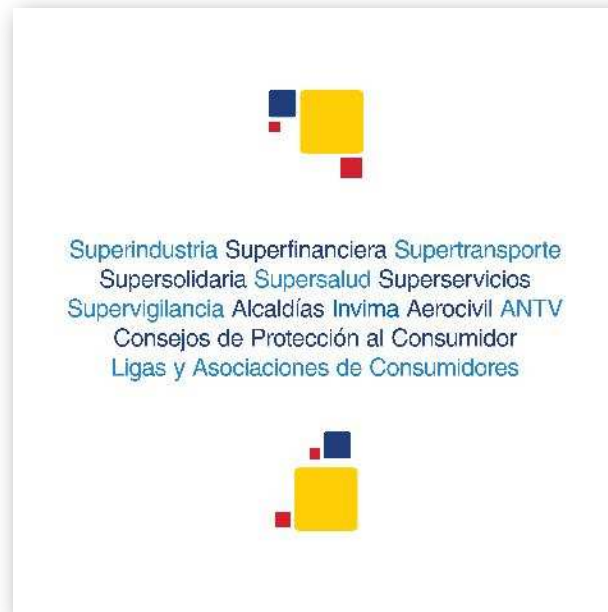 Superindustria Superfinanciera Supertransporte
Supersolidaria Supersalud Superservicios
Supervigilancia Alcaldías Invima Aerocivil ANTV
Consejos de Protección al Consumidor
Ligas y Asociaciones de Consumidores